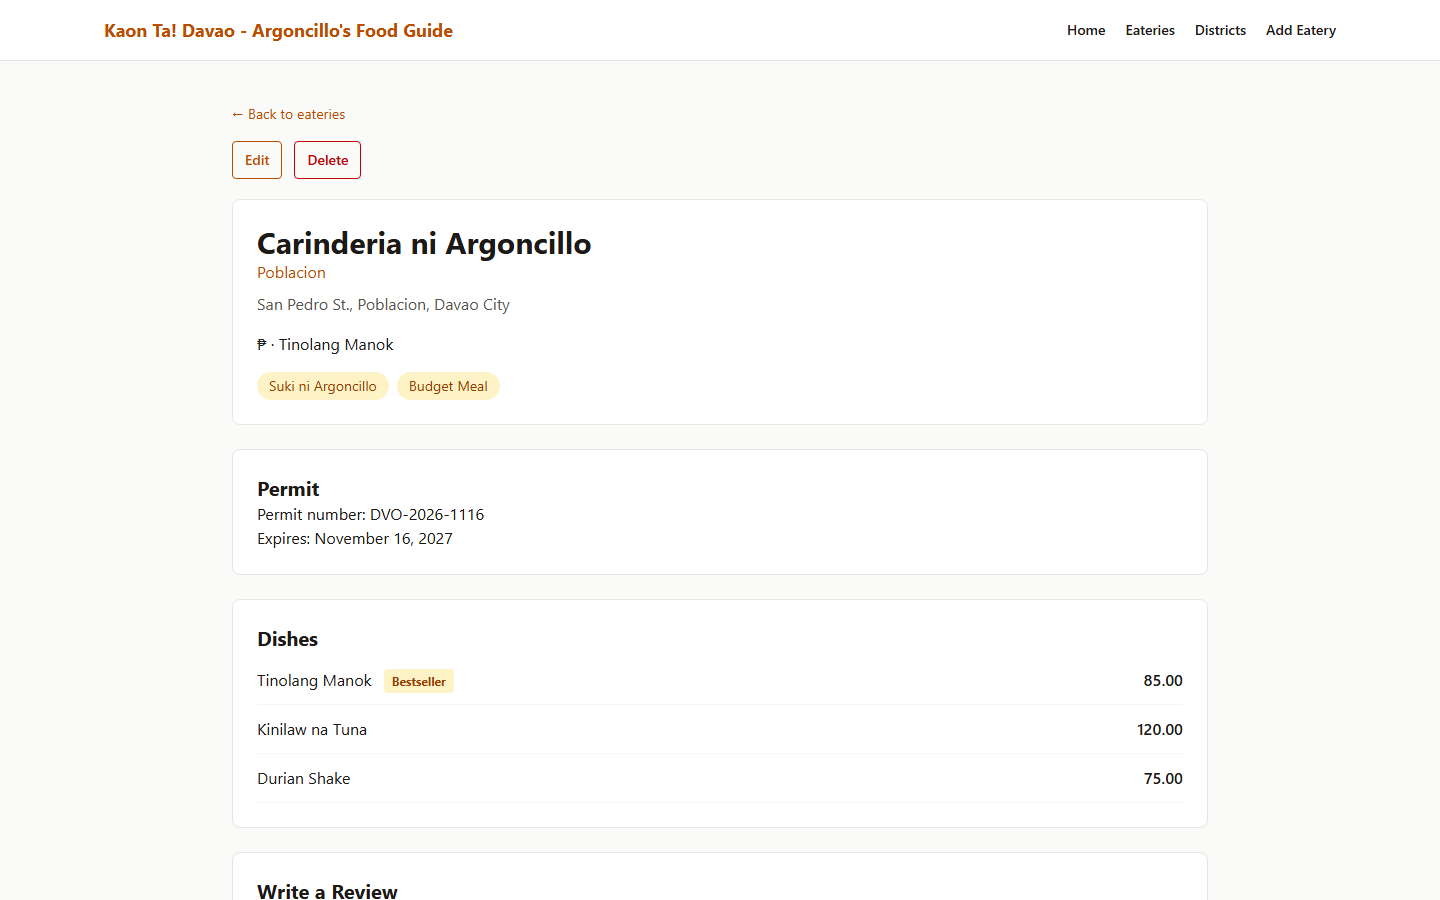 Kaon Ta! Davao - Argoncillo's Food Guide
Home Eateries Districts Add Eatery
← Back to eateries
Edit Delete
Carinderia ni Argoncillo
Poblacion
San Pedro St., Poblacion, Davao City
₱ · Tinolang Manok
Suki ni Argoncillo Budget Meal
Permit
Permit number: DVO-2026-1116
Expires: November 16, 2027
Dishes
Tinolang Manok Bestseller 85.00
Kinilaw na Tuna 120.00
Durian Shake 75.00
Write a Review